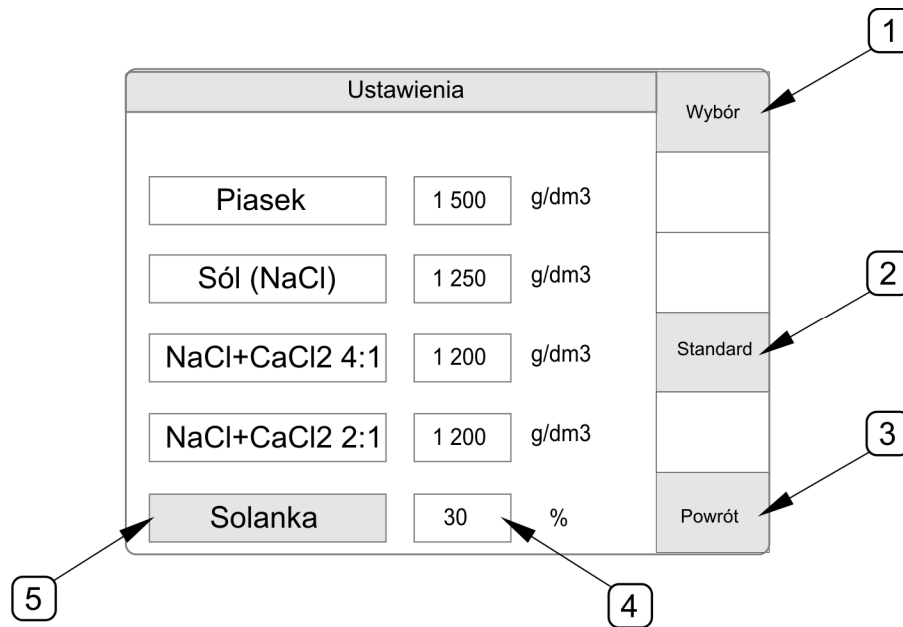 1
Ustawienia
Wybór
Piasek 1 500 g/dm3
Sól (NaCl) 1 250 g/dm3
2
NaCl+CaCl2 4:1 1 200 g/dm3
Standard
NaCl+CaCl2 2:1 1 200 g/dm3
3
Solanka 30 %
Powrót
5
4